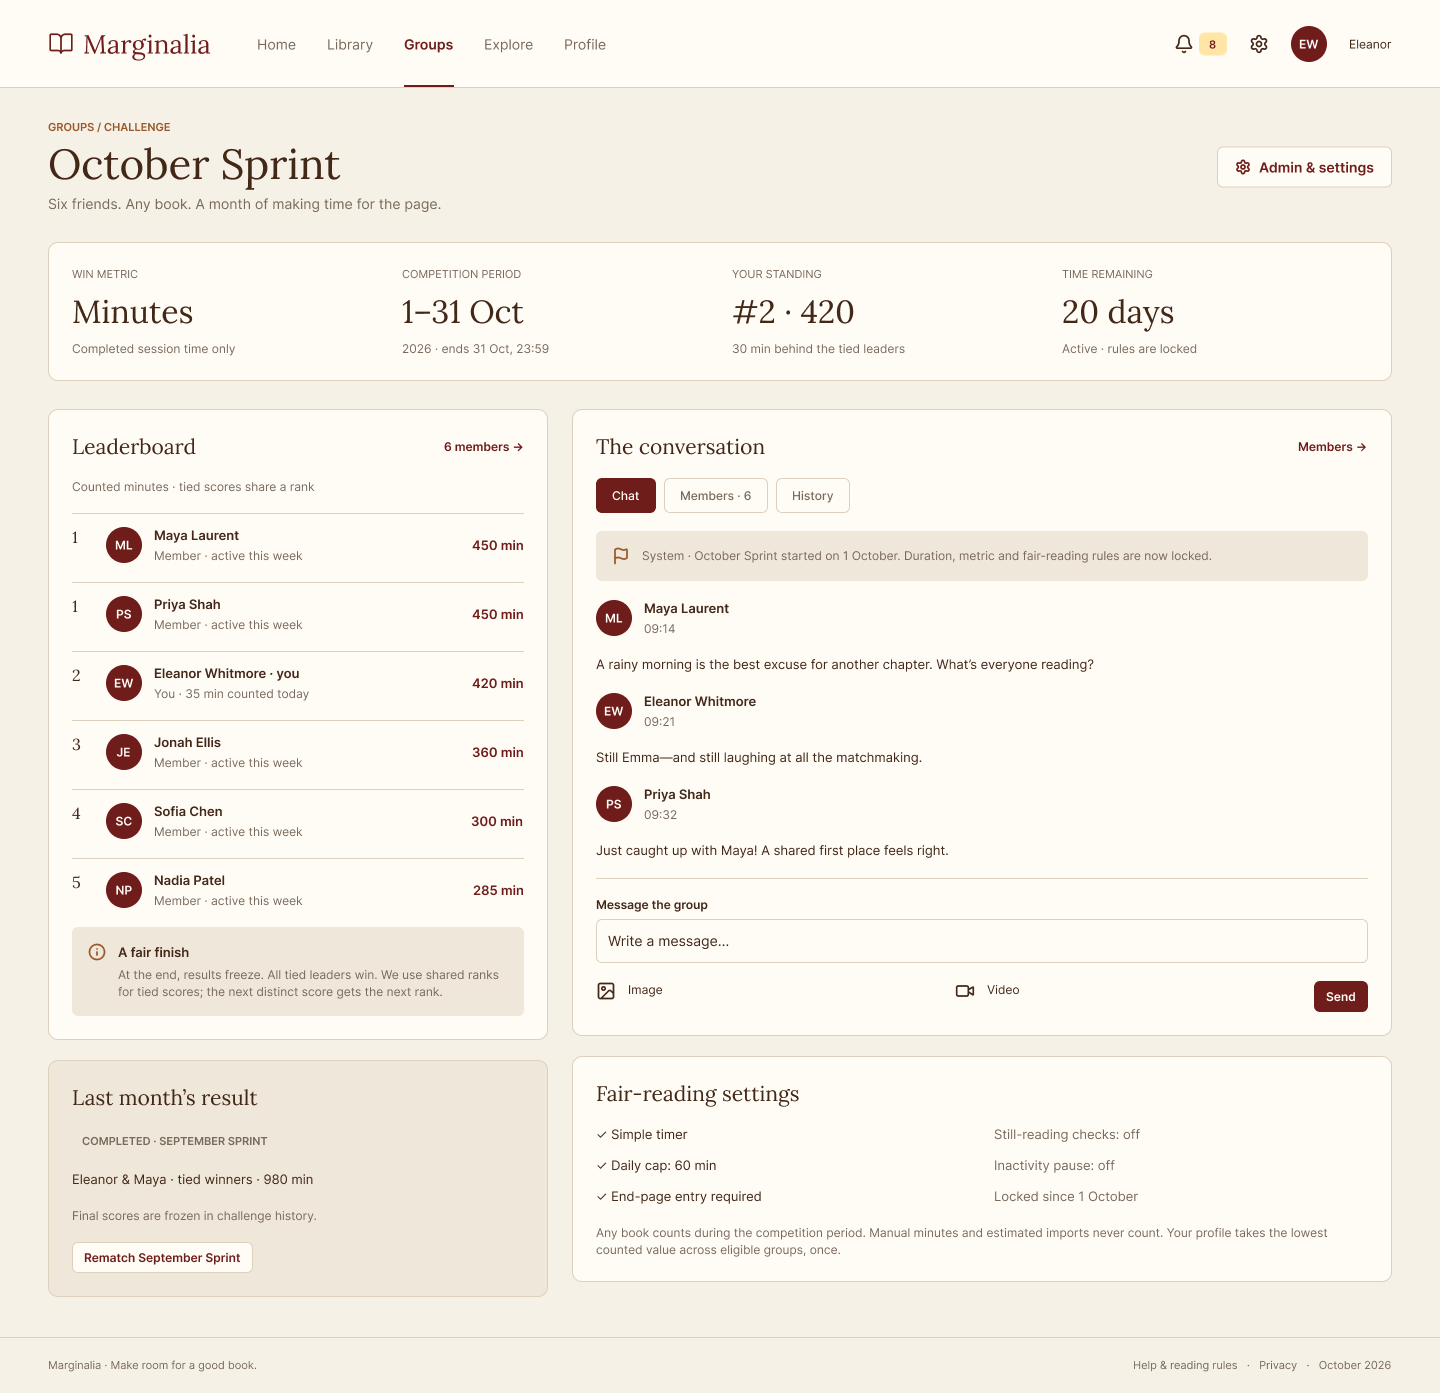 Marginalia
Home
Library
Groups
Explore
Profile
8
EW
Eleanor
GROUPS / CHALLENGE
October Sprint
Six friends. Any book. A month of making time for the page.
Admin & settings
WIN METRIC
Minutes
Completed session time only
COMPETITION PERIOD
1–31 Oct
2026 · ends 31 Oct, 23:59
YOUR STANDING
#2 · 420
30 min behind the tied leaders
TIME REMAINING
20 days
Active · rules are locked
Leaderboard
6 members →
Counted minutes · tied scores share a rank
1
ML
Maya Laurent
Member · active this week
450 min
1
PS
Priya Shah
Member · active this week
450 min
2
EW
Eleanor Whitmore · you
You · 35 min counted today
420 min
3
JE
Jonah Ellis
Member · active this week
360 min
4
SC
Sofia Chen
Member · active this week
300 min
5
NP
Nadia Patel
Member · active this week
285 min
A fair finish
At the end, results freeze. All tied leaders win. We use shared ranks
for tied scores; the next distinct score gets the next rank.
Last month’s result
COMPLETED · SEPTEMBER SPRINT
Eleanor & Maya · tied winners · 980 min
Final scores are frozen in challenge history.
Rematch September Sprint
The conversation
Members →
Chat
Members · 6
History
System · October Sprint started on 1 October. Duration, metric and fair-reading rules are now locked.
ML
Maya Laurent
09:14
A rainy morning is the best excuse for another chapter. What’s everyone reading?
EW
Eleanor Whitmore
09:21
Still Emma—and still laughing at all the matchmaking.
PS
Priya Shah
09:32
Just caught up with Maya! A shared first place feels right.
Message the group
Write a message...
Image
Video
Send
Fair-reading settings
✓ Simple timer
Still-reading checks: off
✓ Daily cap: 60 min
Inactivity pause: off
✓ End-page entry required
Locked since 1 October
Any book counts during the competition period. Manual minutes and estimated imports never count. Your profile takes the lowest
counted value across eligible groups, once.
Marginalia · Make room for a good book.
Help & reading rules · Privacy · October 2026